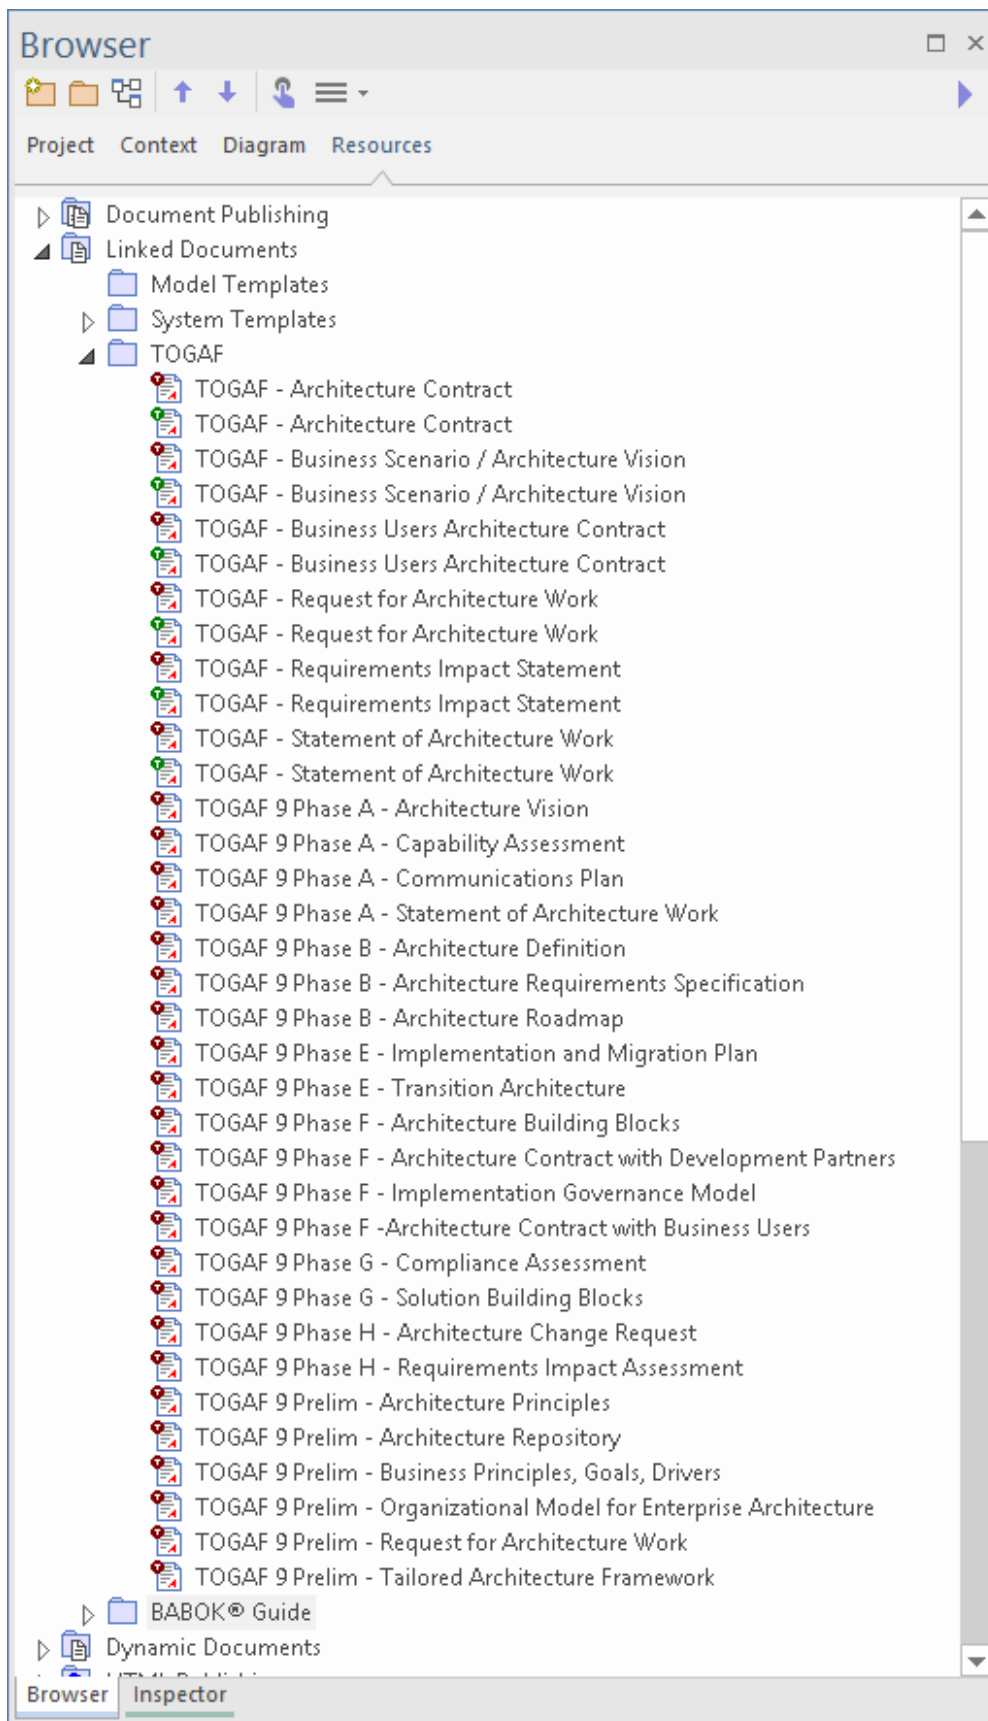 Browser
Project Context Diagram Resources
Document Publishing
Linked Documents
Model Templates
System Templates
TOGAF
TOGAF - Architecture Contract
TOGAF - Architecture Contract
TOGAF - Business Scenario / Architecture Vision
TOGAF - Business Scenario / Architecture Vision
TOGAF - Business Users Architecture Contract
TOGAF - Business Users Architecture Contract
TOGAF - Request for Architecture Work
TOGAF - Request for Architecture Work
TOGAF - Requirements Impact Statement
TOGAF - Requirements Impact Statement
TOGAF - Statement of Architecture Work
TOGAF - Statement of Architecture Work
TOGAF 9 Phase A - Architecture Vision
TOGAF 9 Phase A - Capability Assessment
TOGAF 9 Phase A - Communications Plan
TOGAF 9 Phase A - Statement of Architecture Work
TOGAF 9 Phase B - Architecture Definition
TOGAF 9 Phase B - Architecture Requirements Specification
TOGAF 9 Phase B - Architecture Roadmap
TOGAF 9 Phase E - Implementation and Migration Plan
TOGAF 9 Phase E - Transition Architecture
TOGAF 9 Phase F - Architecture Building Blocks
TOGAF 9 Phase F - Architecture Contract with Development Partners
TOGAF 9 Phase F - Implementation Governance Model
TOGAF 9 Phase F -Architecture Contract with Business Users
TOGAF 9 Phase G - Compliance Assessment
TOGAF 9 Phase G - Solution Building Blocks
TOGAF 9 Phase H - Architecture Change Request
TOGAF 9 Phase H - Requirements Impact Assessment
TOGAF 9 Prelim - Architecture Principles
TOGAF 9 Prelim - Architecture Repository
TOGAF 9 Prelim - Business Principles, Goals, Drivers
TOGAF 9 Prelim - Organizational Model for Enterprise Architecture
TOGAF 9 Prelim - Request for Architecture Work
TOGAF 9 Prelim - Tailored Architecture Framework
BABOK® Guide
Dynamic Documents
Browser Inspector